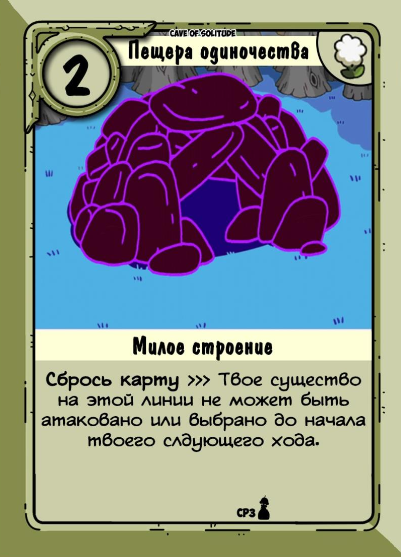 CAVE OF SOLITUDE
2
Пещера одиночества
Милое строение
Сбрось карту >>> Твое существо
на этой линии не может быть
атаковано или выбрано до начала
твоего слдующего хода.
CP3